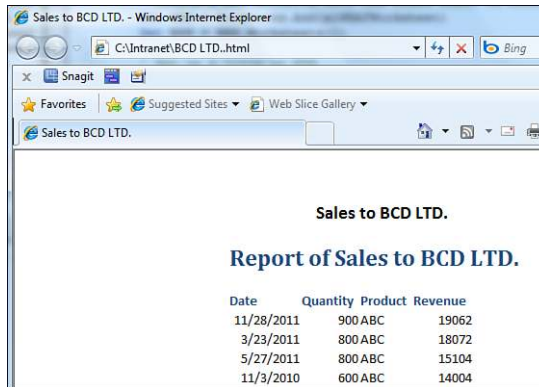 Sales to BCD LTD. - Windows Internet Explorer
C:\Intranet\BCD LTD..html
Bing
x Snagit
Favorites Suggested Sites Web Slice Gallery
Sales to BCD LTD.
Sales to BCD LTD.
Report of Sales to BCD LTD.
Date Quantity Product Revenue
11/28/2011 900 ABC 19062
3/23/2011 800 ABC 18072
5/27/2011 800 ABC 15104
11/3/2010 600 ABC 14004